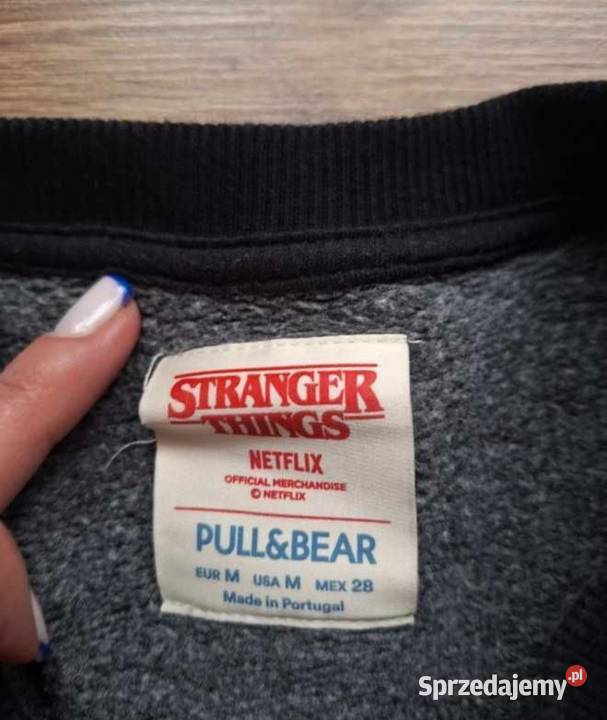 STRANGER
THINGS
NETFLIX
OFFICIAL MERCHANDISE
© NETFLIX
PULL&BEAR
EUR M USA M MEX 28
Made in Portugal
Sprzedajemy.pl